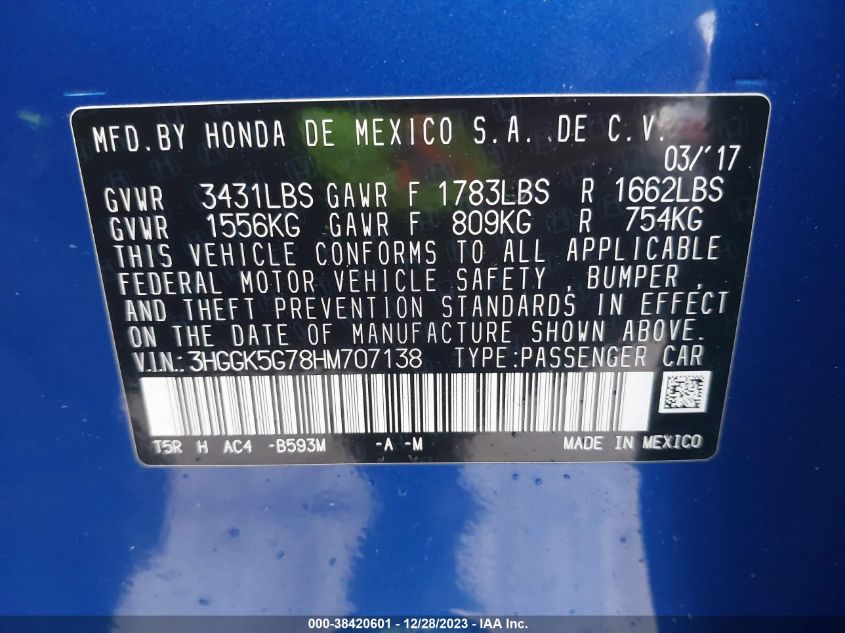 MFD.BY HONDA DE MEXICO S.A. DE C.V.
03/'17
GVWR 3431LBS GAWR F 1783LBS R 1662LBS
GVWR 1556KG GAWR F 809KG R 754KG
THIS VEHICLE CONFORMS TO ALL APPLICABLE
FEDERAL MOTOR VEHICLE SAFETY , BUMPER ,
AND THEFT PREVENTION STANDARDS IN EFFECT
ON THE DATE OF MANUFACTURE SHOWN ABOVE.
V.I.N.: 3HGGK5G78HM707138 TYPE:PASSENGER CAR
T5R H AC4 -B593M -A -M MADE IN MEXICO
000-38420601 - 12/28/2023 - IAA Inc.